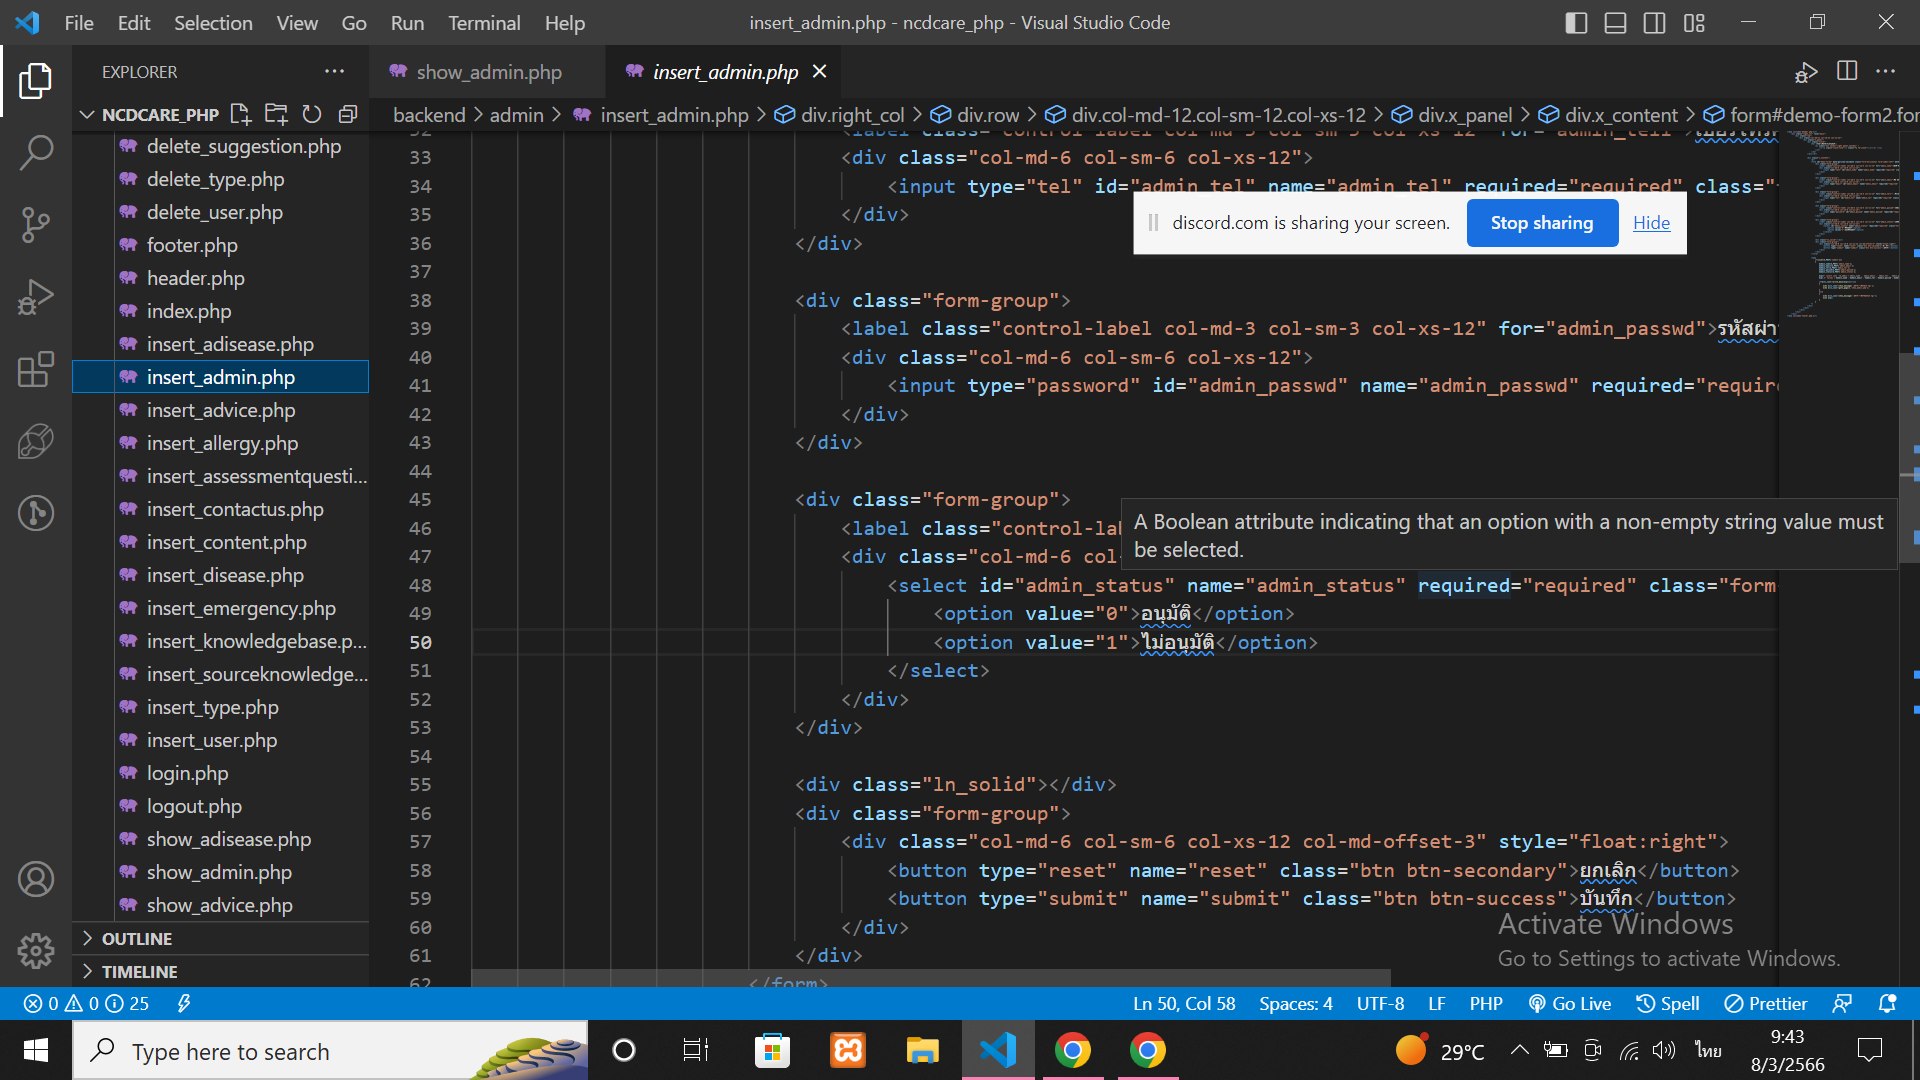 File Edit Selection View Go Run Terminal Help
insert_admin.php - ncdcare_php - Visual Studio Code
EXPLORER
show_admin.php
insert_admin.php
NCDCARE_PHP
backend > admin > insert_admin.php > div.right_col > div.row > div.col-md-12.col-sm-12.col-xs-12 > div.x_panel > div.x_content > form#demo-form2.for
delete_suggestion.php
delete_type.php
delete_user.php
footer.php
header.php
index.php
insert_adisease.php
insert_admin.php
insert_advice.php
insert_allergy.php
insert_assessmentquesti...
insert_contactus.php
insert_content.php
insert_disease.php
insert_emergency.php
insert_knowledgebase.p...
insert_sourceknowledge...
insert_type.php
insert_user.php
login.php
logout.php
show_adisease.php
show_admin.php
show_advice.php
OUTLINE
TIMELINE
33 <div class="col-md-6 col-sm-6 col-xs-12">
34 <input type="tel" id="admin_tel" name="admin_tel" required="required" class="
35 </div>
36 </div>
37
38 <div class="form-group">
39 <label class="control-label col-md-3 col-sm-3 col-xs-12" for="admin_passwd">รหัสผ่า
40 <div class="col-md-6 col-sm-6 col-xs-12">
41 <input type="password" id="admin_passwd" name="admin_passwd" required="require
42 </div>
43 </div>
44
45 <div class="form-group">
46 <label class="control-lab
47 <div class="col-md-6 col-
48 <select id="admin_status" name="admin_status" required="required" class="form
49 <option value="0">อนุมัติ</option>
50 <option value="1">ไม่อนุมัติ</option>
51 </select>
52 </div>
53 </div>
54
55 <div class="ln_solid"></div>
56 <div class="form-group">
57 <div class="col-md-6 col-sm-6 col-xs-12 col-md-offset-3" style="float:right">
58 <button type="reset" name="reset" class="btn btn-secondary">ยกเลิก</button>
59 <button type="submit" name="submit" class="btn btn-success">บันทึก</button>
60 </div>
61 </div>
62 </form>
discord.com is sharing your screen. Stop sharing Hide
A Boolean attribute indicating that an option with a non-empty string value must
be selected.
Activate Windows
Go to Settings to activate Windows.
0 0 25
Ln 50, Col 58 Spaces: 4 UTF-8 LF PHP Go Live Spell Prettier
Type here to search
29°C
ไทย
9:43
8/3/2566